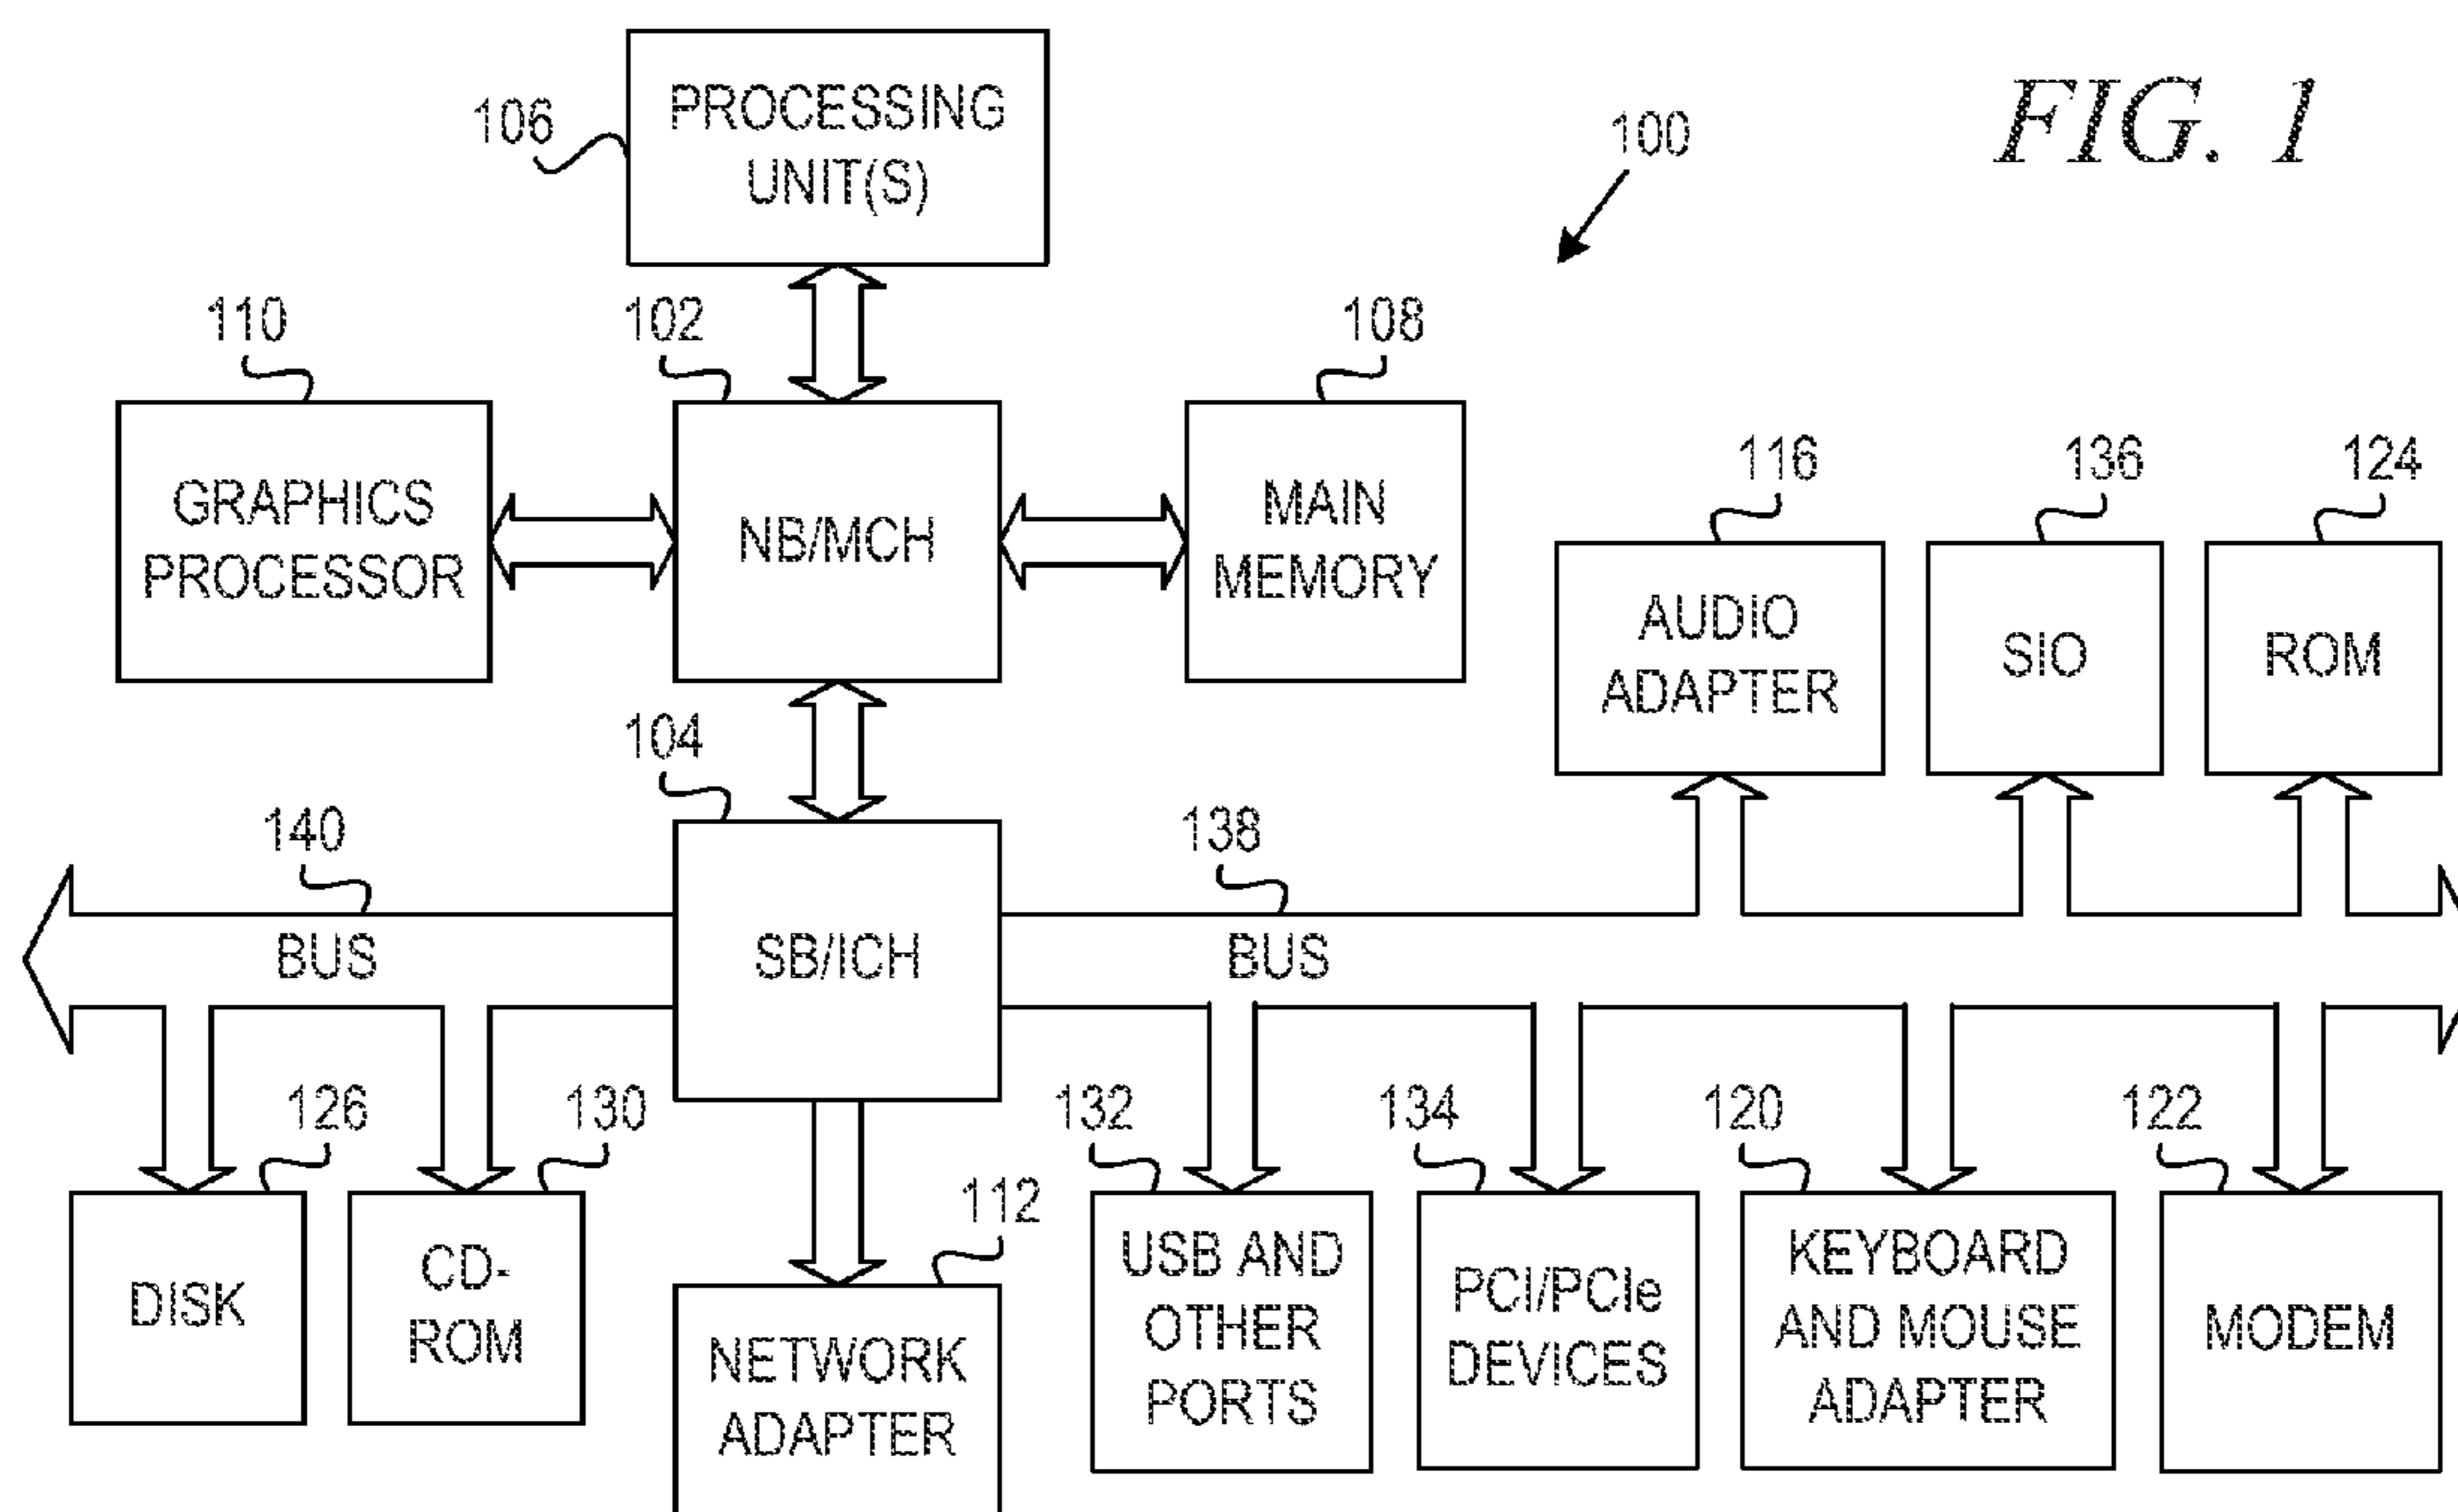 FIG. 1
100
106
PROCESSING
UNIT(S)
110
102
108
GRAPHICS
PROCESSOR
NB/MCH
MAIN
MEMORY
116
136
124
AUDIO
ADAPTER
SIO
ROM
104
140
138
BUS
SB/ICH
BUS
126
130
112
132
134
120
122
DISK
CD-
ROM
NETWORK
ADAPTER
USB AND
OTHER
PORTS
PCI/PCIe
DEVICES
KEYBOARD
AND MOUSE
ADAPTER
MODEM